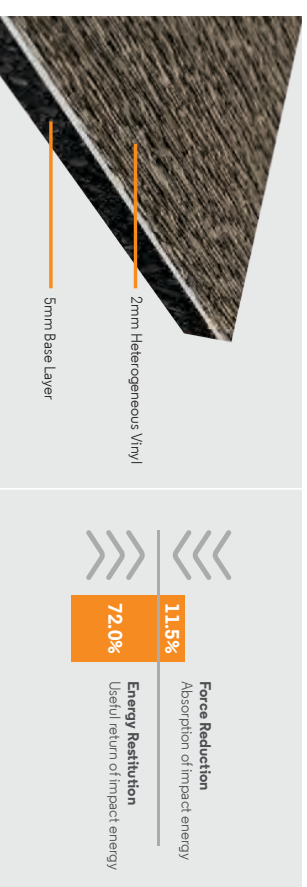 2mm Heterogeneous Vinyl
5mm Base Layer
11.5%
Force Reduction
Absorption of impact energy
72.0%
Energy Restitution
Useful return of impact energy